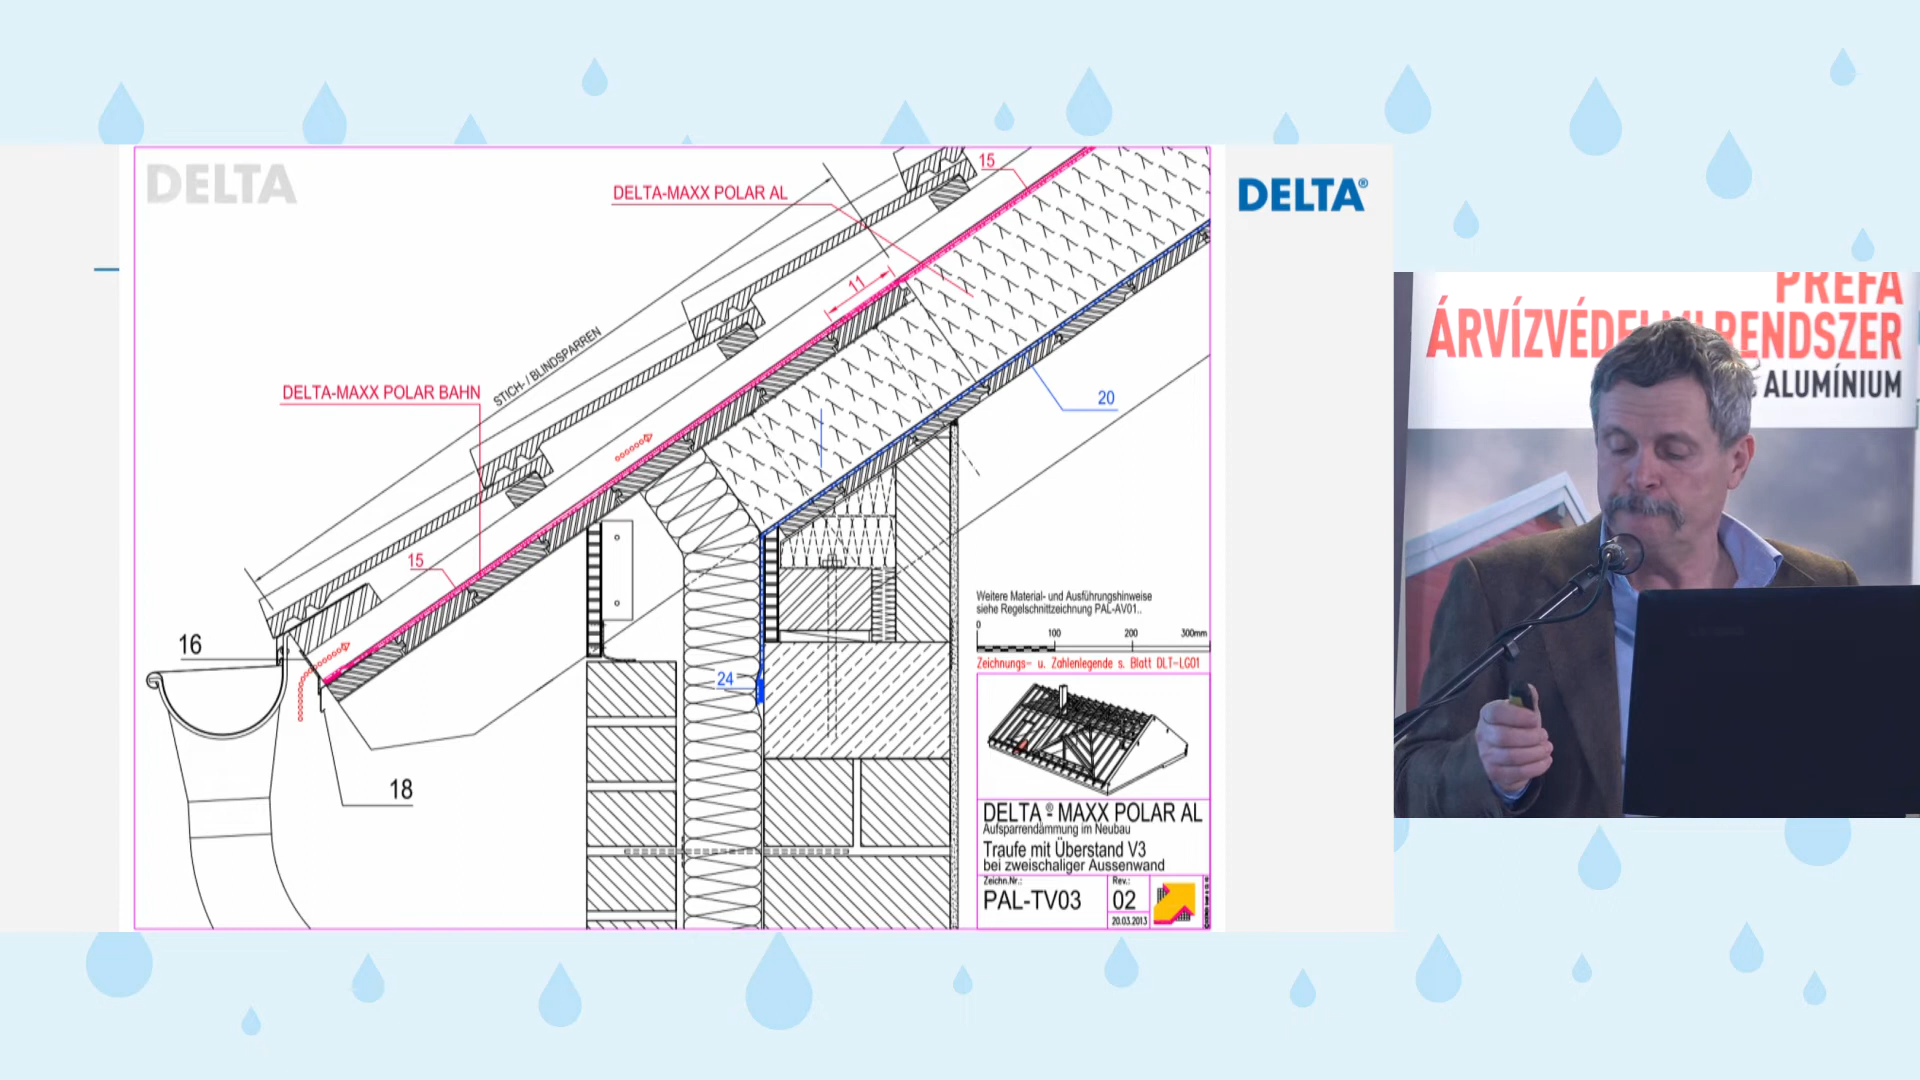 DELTA
DELTA-MAXX POLAR AL
15
DELTA®
11
STICH- / BLINDSPARREN
DELTA-MAXX POLAR BAHN
20
15
16
24
18
Weitere Material- und Ausführungshinweise
siehe Regelschnittzeichnung PAL-AV01..
0 100 200 300mm
Zeichnungs- u. Zahlenlegende s. Blatt DLT-LG01
DELTA ® MAXX POLAR AL
Aufsparrendämmung im Neubau
Traufe mit Überstand V3
bei zweischaliger Aussenwand
Zeichn.Nr.: Rev.:
PAL-TV03 02
20.03.2013
PREFA
ÁRVÍZVÉDELMI RENDSZER
ALUMÍNIUM